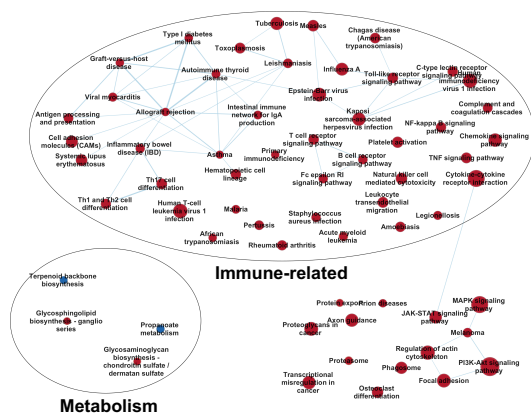 Tuberculosis
Measles
Type I diabetes
mellitus
Chagas disease
(American
trypanosomiasis)
Toxoplasmosis
Graft-versus-host
disease
Leishmaniasis
Influenza A
C-type lectin receptor
signaling pathway
Human
immunodeficiency
virus 1 infection
Autoimmune thyroid
disease
Toll-like receptor
signaling pathway
Epstein-Barr virus
infection
Viral myocarditis
Allograft rejection
Intestinal immune
network for IgA
production
Kaposi
sarcoma-associated
herpesvirus infection
Complement and
coagulation cascades
Antigen processing
and presentation
NF-kappa B signaling
pathway
Chemokine signaling
pathway
Cell adhesion
molecules (CAMs)
T cell receptor
signaling pathway
Platelet activation
Systemic lupus
erythematosus
Inflammatory
bowel disease (IBD)
Asthma
Primary
immunodeficiency
B cell receptor
signaling pathway
TNF signaling pathway
Hematopoietic cell
lineage
Fc epsilon RI
signaling pathway
Natural killer cell
mediated cytotoxicity
Cytokine-cytokine
receptor interaction
Th17 cell
differentiation
Th1 and Th2 cell
differentiation
Human T-cell
leukemia virus 1
infection
Malaria
Leukocyte
transendothelial
migration
Legionellosis
Staphylococcus
aureus infection
Pertussis
Amoebiasis
African
trypanosomiasis
Acute myeloid
leukemia
Rheumatoid arthritis
Immune-related
Terpenoid backbone
biosynthesis
Glycosphingolipid
biosynthesis - ganglio
series
Propanoate
metabolism
Glycosaminoglycan
biosynthesis -
chondroitin sulfate /
dermatan sulfate
Metabolism
Protein export
Prion diseases
MAPK signaling
pathway
JAK-STAT signaling
pathway
Proteoglycans in
cancer
Axon guidance
Melanoma
Regulation of actin
cytoskeleton
Proteasome
Phagosome
PI3K-Akt signaling
pathway
Transcriptional
misregulation in
cancer
Focal adhesion
Osteoclast
differentiation